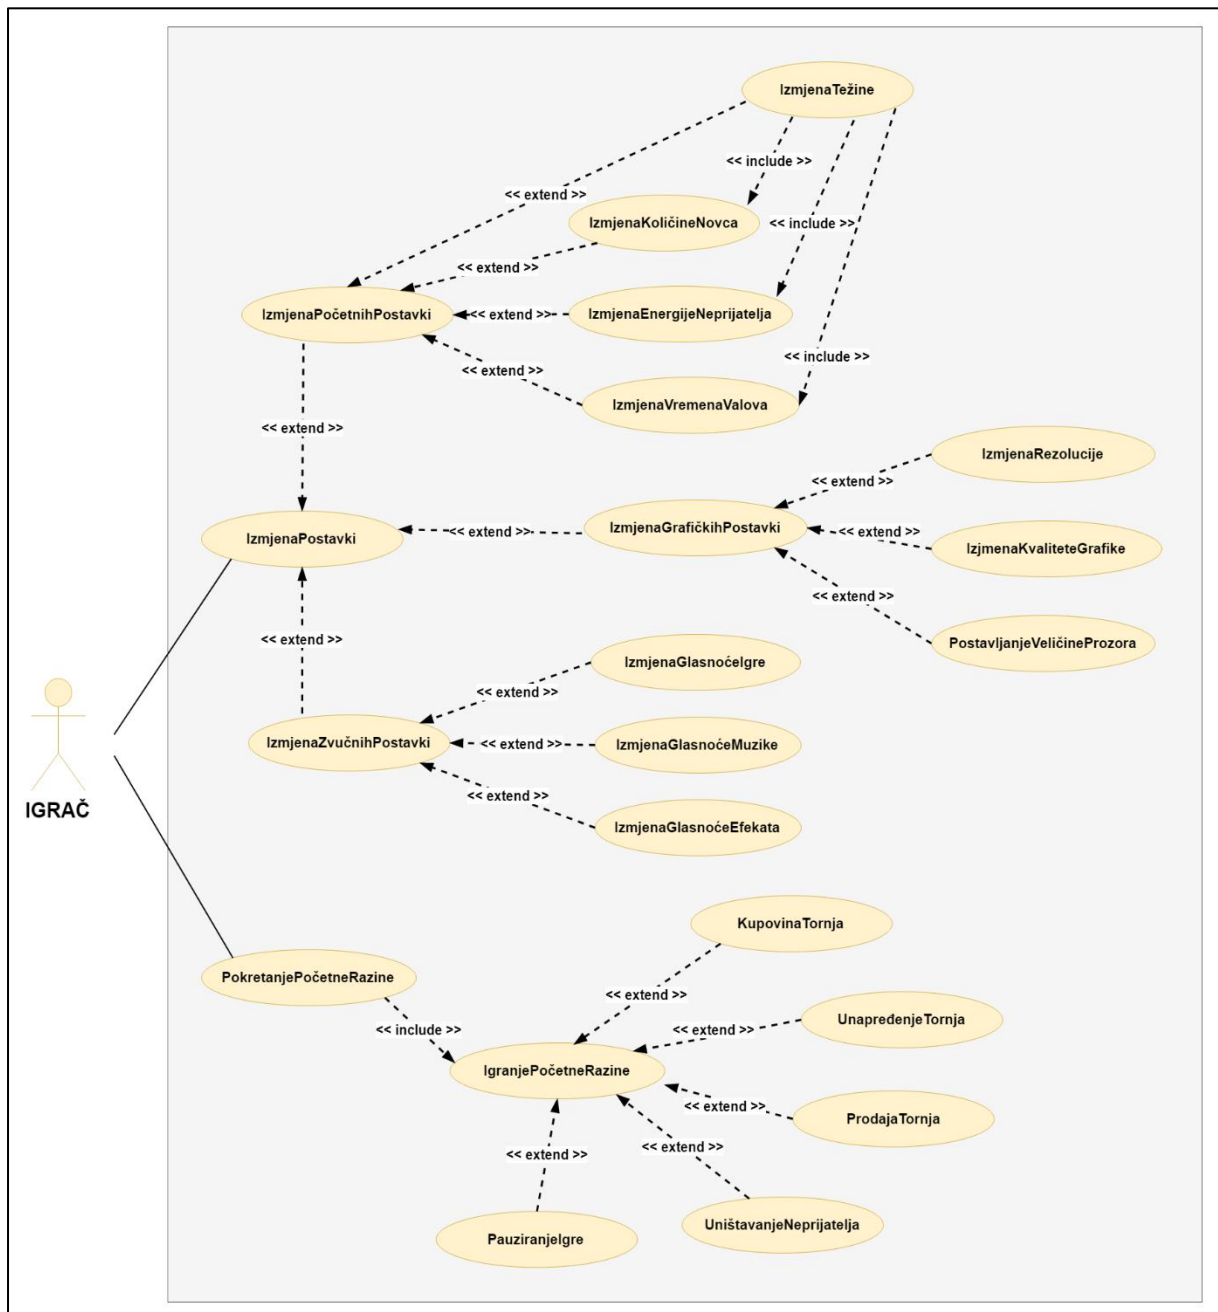 IzmjenaTežine
<< include >>
<< extend >>
IzmjenaKoličineNovca
<< include >>
<< extend >>
IzmjenaPočetnihPostavki
<< extend >>
IzmjenaEnergijeNeprijatelja
<< include >>
<< extend >>
IzmjenaVremenaValova
<< extend >>
IzmjenaRezolucije
<< extend >>
IzmjenaPostavki
<< extend >>
IzmjenaGrafičkihPostavki
<< extend >>
IzjmenaKvaliteteGrafike
<< extend >>
PostavljanjeVeličineProzora
<< extend >>
IzmjenaGlasnoćeIgre
<< extend >>
IzmjenaZvučnihPostavki
<< extend >>
IzmjenaGlasnoćeMuzike
<< extend >>
IzmjenaGlasnoćeEfekata
IGRAČ
KupovinaTornja
PokretanjePočetneRazine
<< extend >>
<< include >>
UnapređenjeTornja
<< extend >>
IgranjePočetneRazine
<< extend >>
ProdajaTornja
<< extend >>
<< extend >>
UništavanjeNeprijatelja
PauziranjeIgre